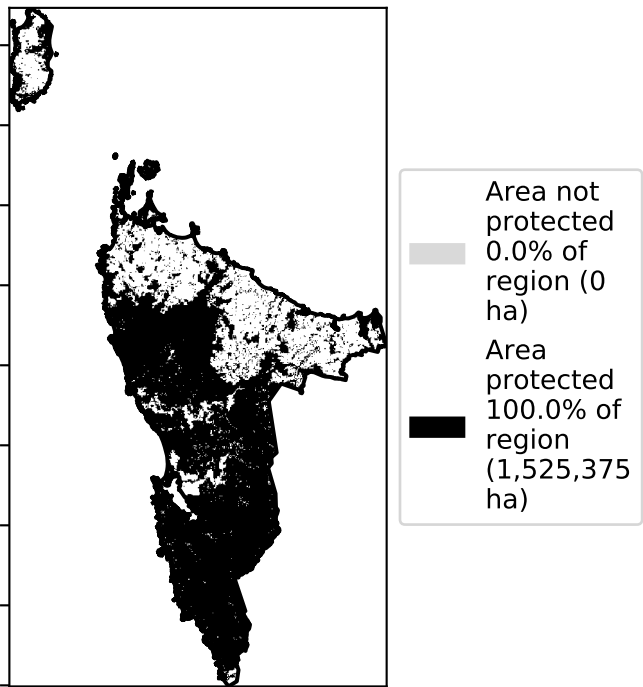 Area not
protected
0.0% of
region (0
ha)
Area
protected
100.0% of
region
(1,525,375
ha)